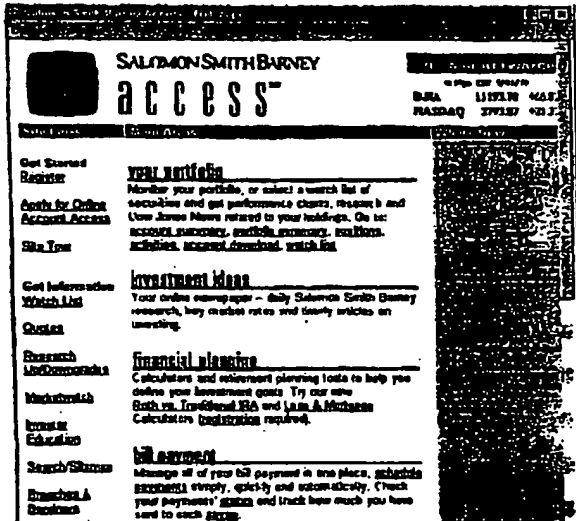 SALOMON SMITH BARNEY
access
DJIA
NASDAQ
Get Started
Register
Apply for Online
Account Access
Site Tour
Get Information
Watch List
Quotes
Research
Up/Downgrades
Marketwatch
Investor
Education
Search/Sitemap
Branches &
your portfolio
Monitor your portfolio, or select a watch list of
securities and get performance charts, research and
Dow Jones News related to your holdings. Go to:
account summary, portfolio summary, positions,
activities, account download, watch list
investment ideas
Your online newspaper – daily Salomon Smith Barney
research, key market rates and timely articles on
investing.
financial planning
Calculators and retirement planning tools to help you
define your investment goals. Try our new
Roth vs. Traditional IRA and Loan & Mortgage
Calculators (registration required).
bill payment
Manage all of your bill payment in one place, schedule
payments simply, quickly and automatically. Check
your payments' status and track how much you have
sent to each payee.